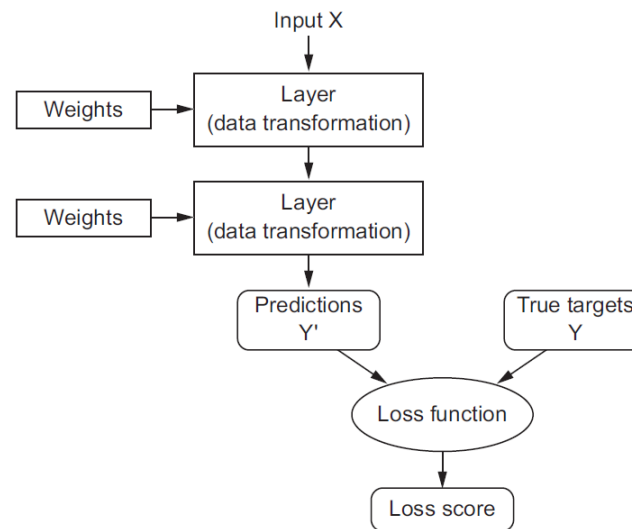 Input X
Weights
Layer
(data transformation)
Weights
Layer
(data transformation)
Predictions
Y'
True targets
Y
Loss function
Loss score